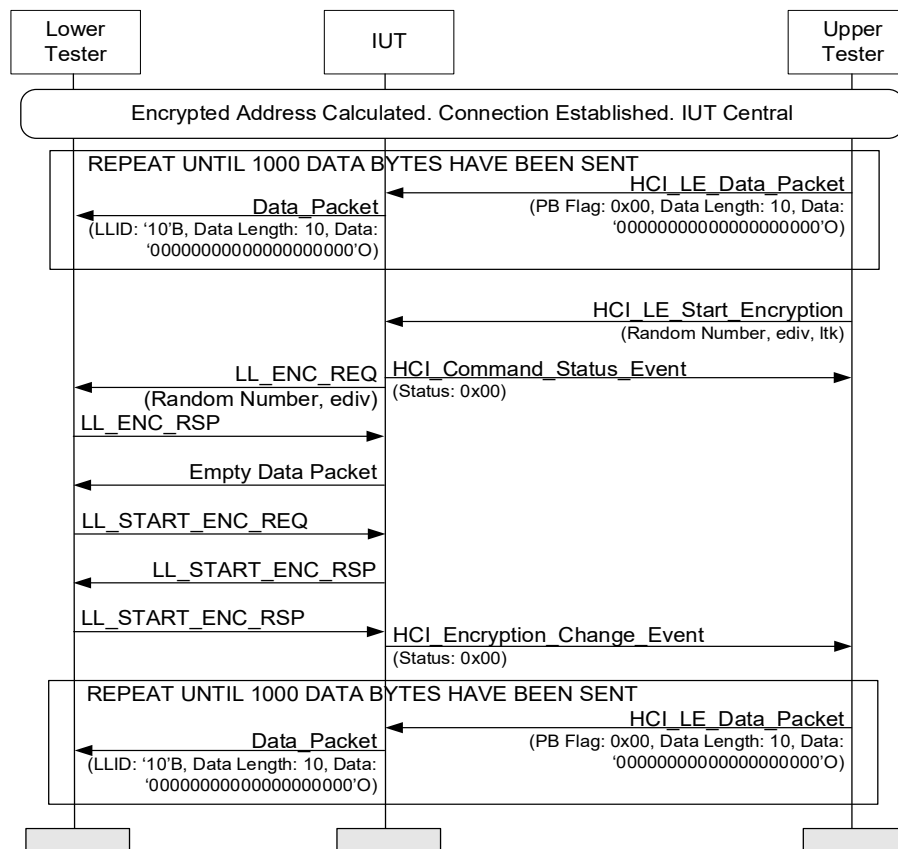 Lower
Tester
IUT
Upper
Tester
Encrypted Address Calculated. Connection Established. IUT Central
REPEAT UNTIL 1000 DATA BYTES HAVE BEEN SENT
HCI_LE_Data_Packet
(PB Flag: 0x00, Data Length: 10, Data:
‘00000000000000000000’O)
Data_Packet
(LLID: ‘10’B, Data Length: 10, Data:
‘00000000000000000000’O)
HCI_LE_Start_Encryption
(Random Number, ediv, ltk)
LL_ENC_REQ
(Random Number, ediv)
HCI_Command_Status_Event
(Status: 0x00)
LL_ENC_RSP
Empty Data Packet
LL_START_ENC_REQ
LL_START_ENC_RSP
LL_START_ENC_RSP
HCI_Encryption_Change_Event
(Status: 0x00)
REPEAT UNTIL 1000 DATA BYTES HAVE BEEN SENT
HCI_LE_Data_Packet
(PB Flag: 0x00, Data Length: 10, Data:
‘00000000000000000000’O)
Data_Packet
(LLID: ‘10’B, Data Length: 10, Data:
‘00000000000000000000’O)